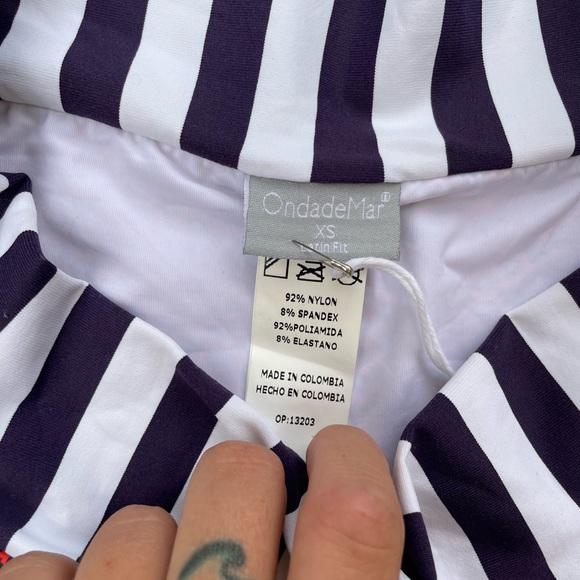 OndadeMar®
XS
Latin Fit
92% NYLON
8% SPANDEX
92%POLIAMIDA
8% ELASTANO
MADE IN COLOMBIA
HECHO EN COLOMBIA
OP:13203